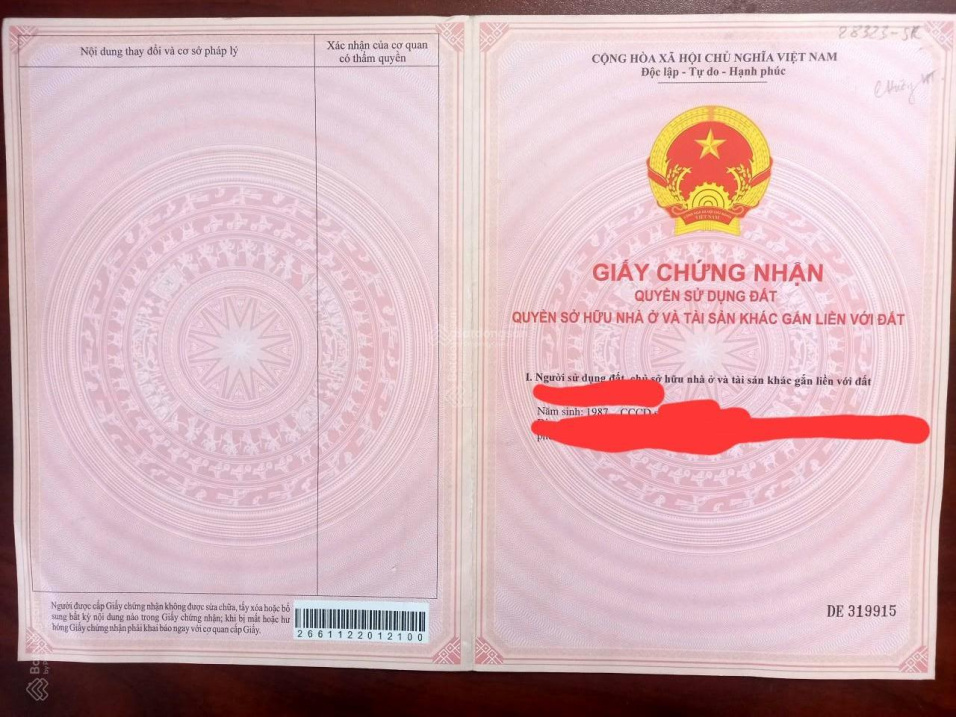 Nội dung thay đổi và cơ sở pháp lý
Xác nhận của cơ quan
có thẩm quyền
Người được cấp Giấy chứng nhận không được sửa chữa, tẩy xóa hoặc bổ
sung bất kỳ nội dung nào trong Giấy chứng nhận; khi bị mất hoặc hư
hỏng Giấy chứng nhận phải khai báo ngay với cơ quan cấp Giấy.
2661122012100
28323-SK
CỘNG HÒA XÃ HỘI CHỦ NGHĨA VIỆT NAM
Độc lập - Tự do - Hạnh phúc
VIỆT NAM
GIẤY CHỨNG NHẬN
QUYỀN SỬ DỤNG ĐẤT
QUYỀN SỞ HỮU NHÀ Ở VÀ TÀI SẢN KHÁC GẮN LIỀN VỚI ĐẤT
I. Người sử dụng đất, chủ sở hữu nhà ở và tài sản khác gắn liền với đất
Năm sinh: 1987 CCCD
DE 319915